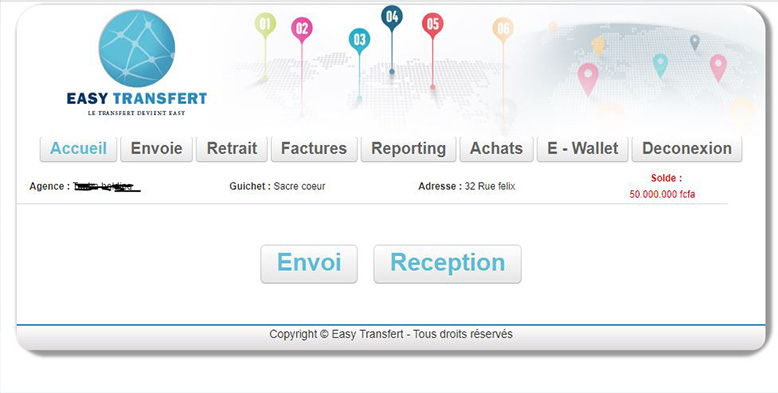 01
02
03
04
05
06
EASY TRANSFERT
LE TRANSFERT DEVIENT EASY
Accueil Envoie Retrait Factures Reporting Achats E - Wallet Deconexion
Agence : Guichet : Sacre coeur Adresse : 32 Rue felix Solde :
50.000.000 fcfa
Envoi Reception
Copyright © Easy Transfert - Tous droits réservés